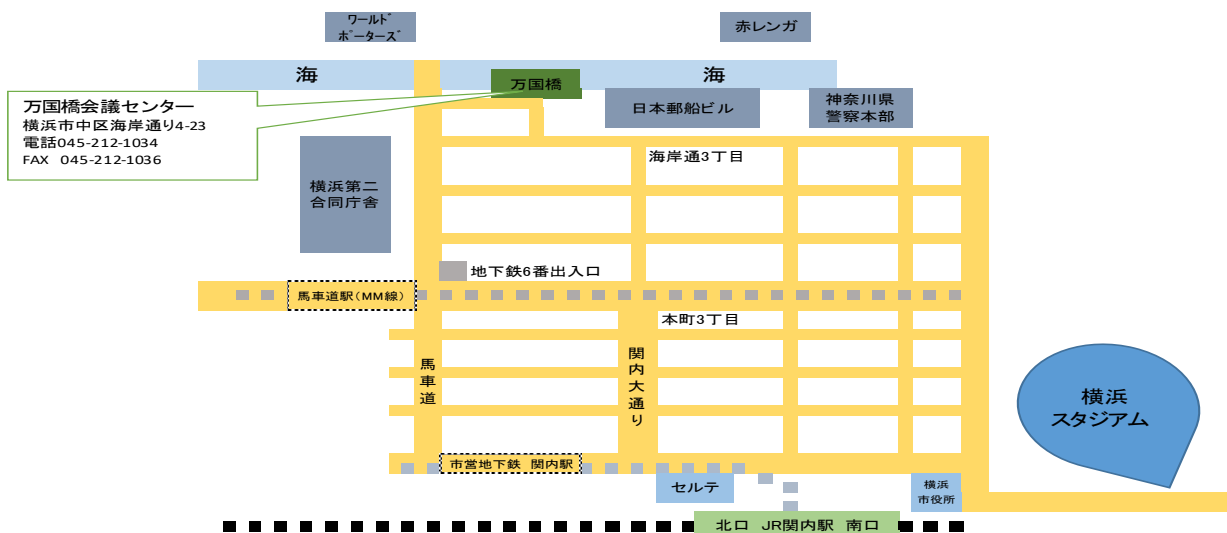 ワールド
ポーターズ
赤レンガ
海
海
万国橋
万国橋会議センター
横浜市中区海岸通り4-23
電話045-212-1034
FAX 045-212-1036
日本郵船ビル
神奈川県
警察本部
海岸通3丁目
横浜第二
合同庁舎
地下鉄6番出入口
馬車道駅(MM線)
本町3丁目
馬車道
関内大通り
横浜
スタジアム
市営地下鉄 関内駅
セルテ
横浜
市役所
北口 JR関内駅 南口